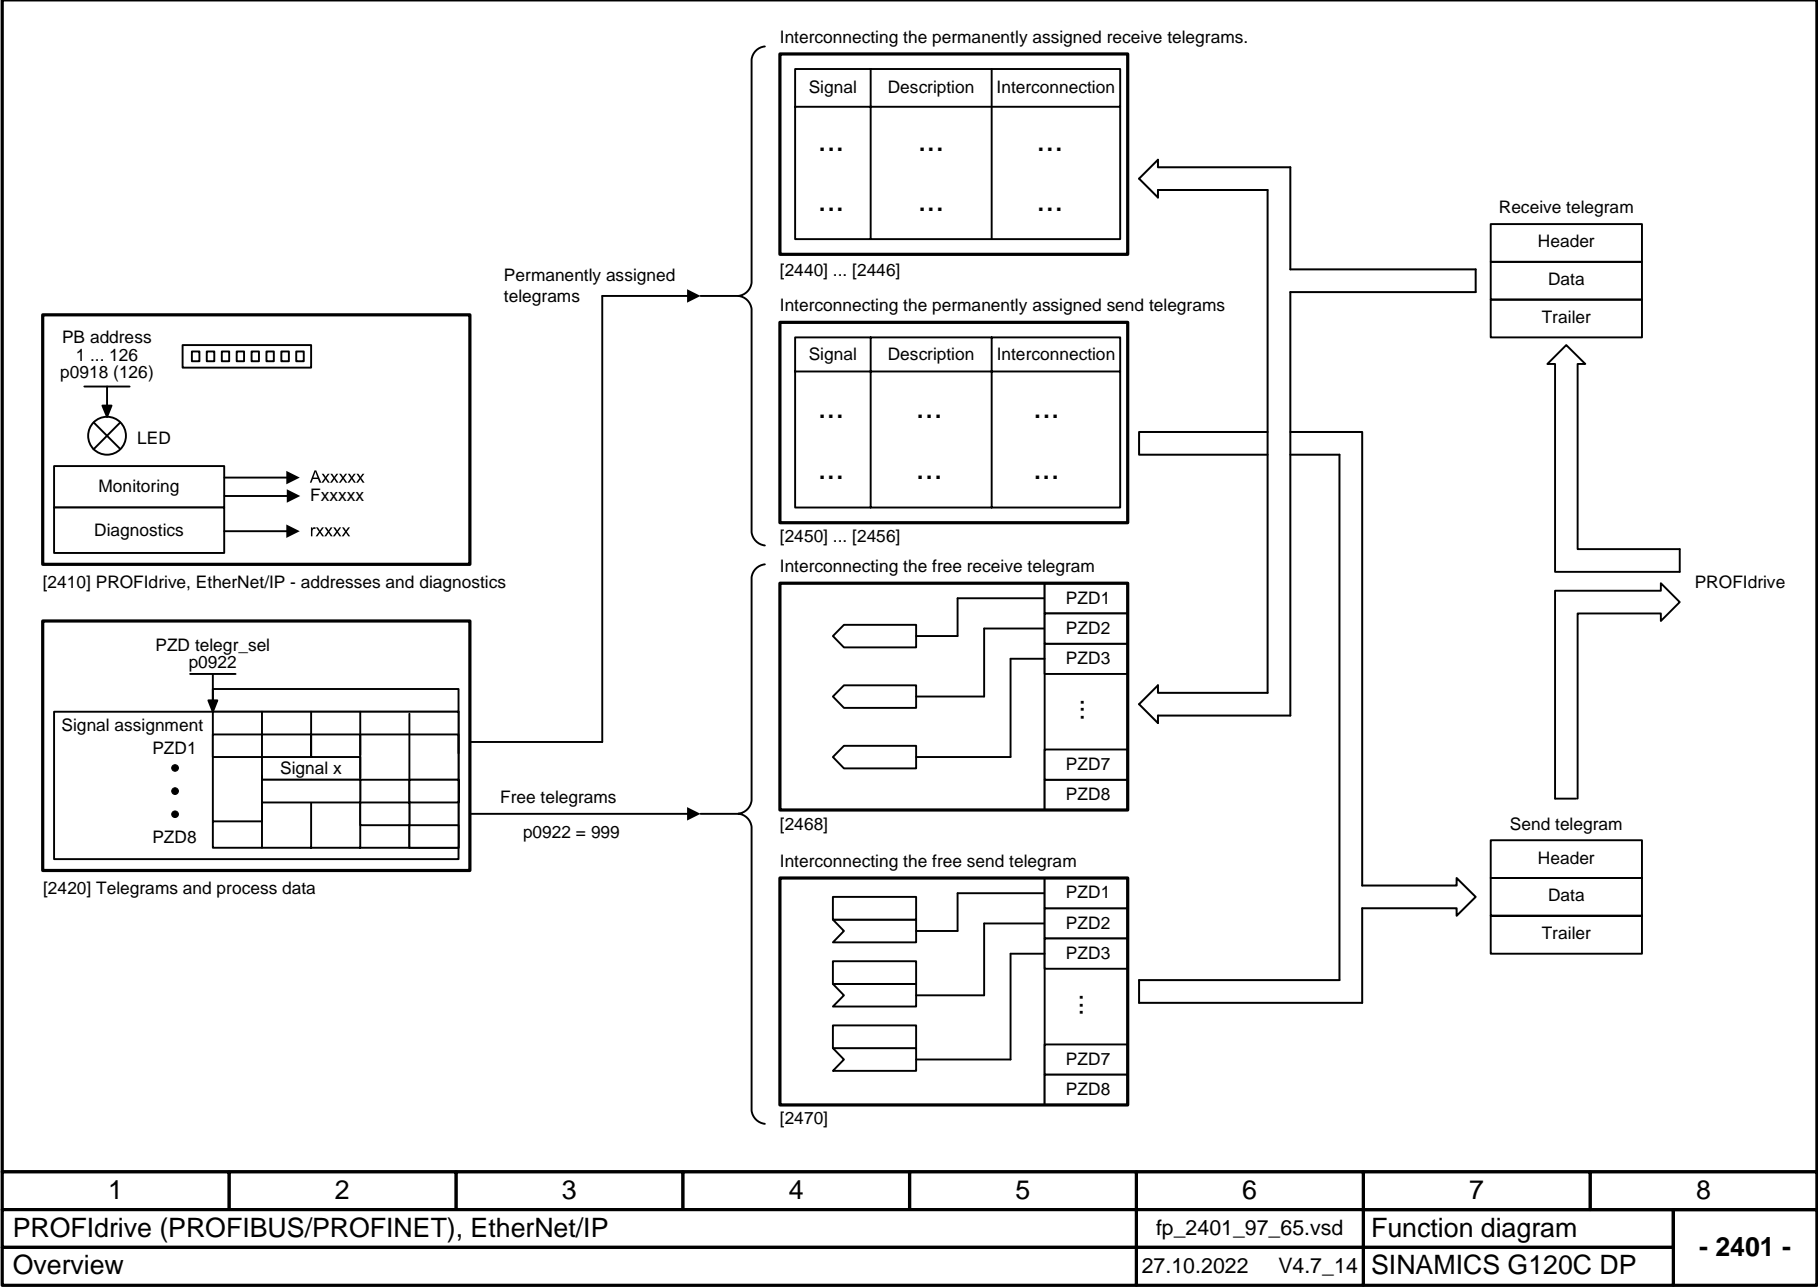 Interconnecting the permanently assigned receive telegrams.
Signal Description Interconnection
... ... ...
... ... ...
[2440] ... [2446]
Permanently assigned
telegrams
Interconnecting the permanently assigned send telegrams
Signal Description Interconnection
... ... ...
... ... ...
[2450] ... [2456]
PB address
1 ... 126
p0918 (126)
LED
Monitoring
Axxxxx
Fxxxxx
Diagnostics
rxxxx
[2410] PROFIdrive, EtherNet/IP - addresses and diagnostics
PZD telegr_sel
p0922
Signal assignment
PZD1
Signal x
PZD8
[2420] Telegrams and process data
Free telegrams
p0922 = 999
Interconnecting the free receive telegram
PZD1
PZD2
PZD3
...
PZD7
PZD8
[2468]
Interconnecting the free send telegram
PZD1
PZD2
PZD3
...
PZD7
PZD8
[2470]
Receive telegram
Header
Data
Trailer
PROFIdrive
Send telegram
Header
Data
Trailer
1 2 3 4 5 6 7 8
PROFIdrive (PROFIBUS/PROFINET), EtherNet/IP
fp_2401_97_65.vsd
Function diagram
- 2401 -
Overview
27.10.2022 V4.7_14
SINAMICS G120C DP